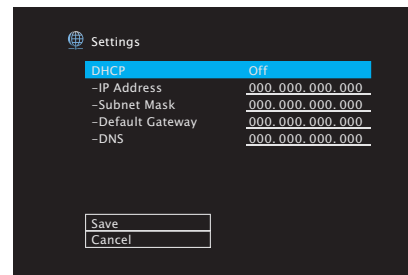 Settings
DHCP Off
-IP Address 000.000.000.000
-Subnet Mask 000.000.000.000
-Default Gateway 000.000.000.000
-DNS 000.000.000.000
Save
Cancel